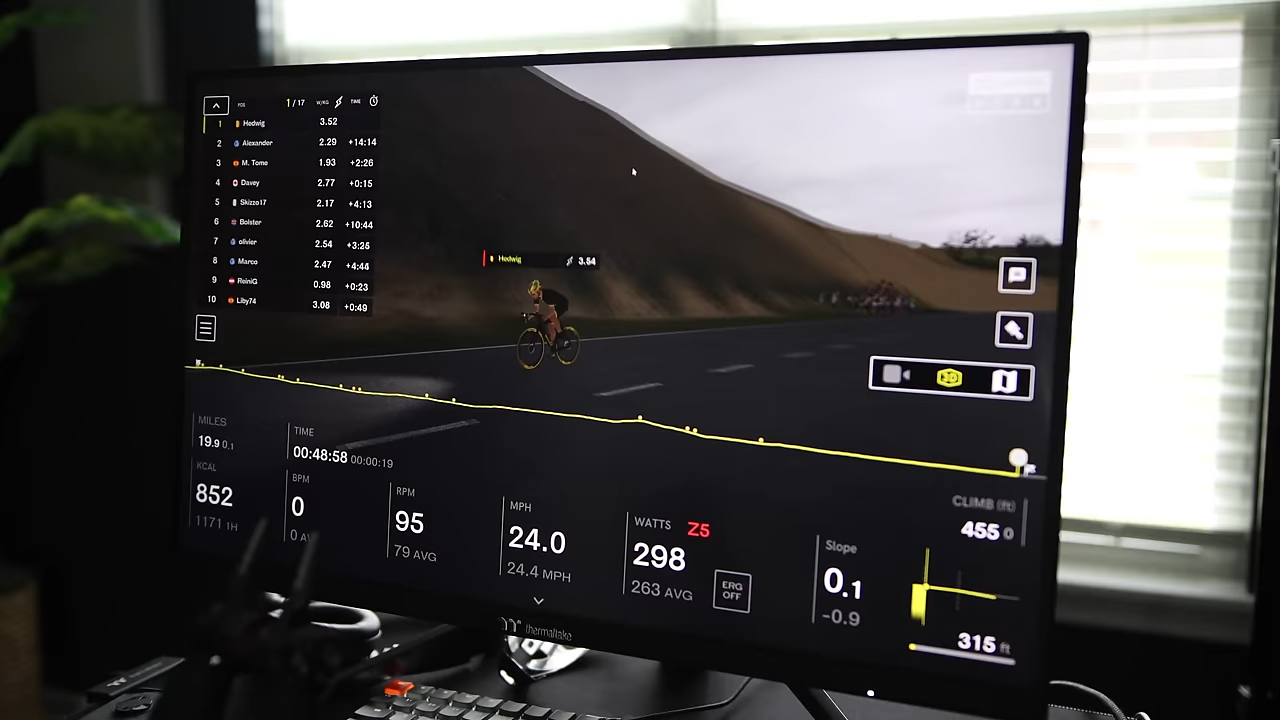 POS 1 / 17 W/KG TIME
1 Hedwig 3.52
2 Alexander 2.29 +14:14
3 M. Tome 1.93 +2:26
4 Davey 2.77 +0:15
5 Skizzo17 2.17 +4:13
6 Bolster 2.62 +10:44
7 olivier 2.54 +3:25
8 Marco 2.47 +4:46
9 ReiniG 0.98 +0:23
10 Liby74 3.08 +0:49
Hedwig 3.54
3D
MILES
19.9 0.1
TIME
00:48:58 00:00:19
KCAL
852
1171 1H
BPM
0
0
RPM
95
79 AVG
MPH
24.0
24.4 MPH
WATTS Z5
298
263 AVG
ERG
OFF
Slope
0.1
-0.9
CLIMB (ft)
455 0
315 ft
thermaltake